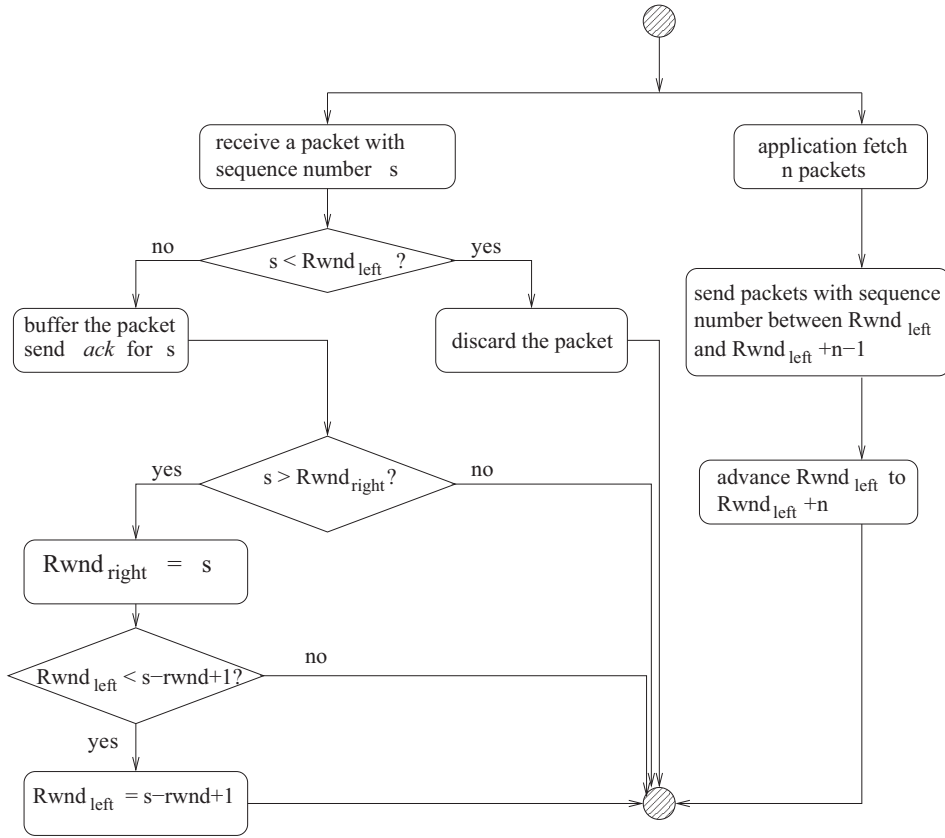 receive a packet with
sequence number s
application fetch
n packets
no
s < Rwnd left ?
yes
buffer the packet
send ack for s
discard the packet
send packets with sequence
number between Rwnd left
and Rwnd left +n−1
yes
s > Rwnd right ?
no
advance Rwnd left to
Rwnd left +n
Rwnd right = s
Rwnd left < s−rwnd+1?
no
yes
Rwnd left = s−rwnd+1